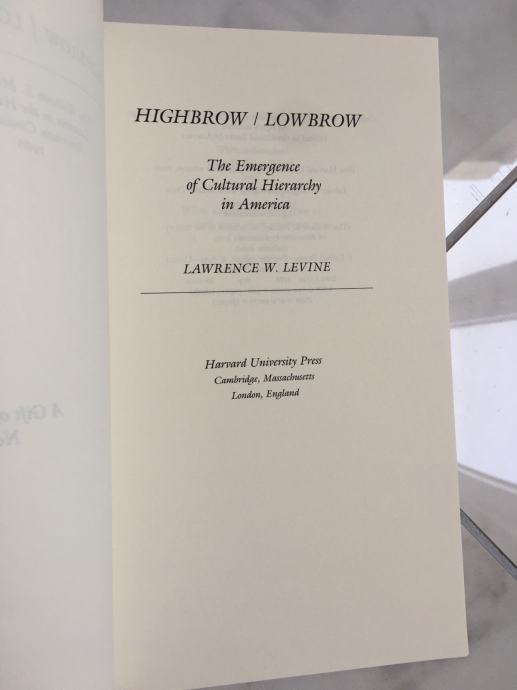 HIGHBROW / LOWBROW
The Emergence
of Cultural Hierarchy
in America
LAWRENCE W. LEVINE
Harvard University Press
Cambridge, Massachusetts
London, England